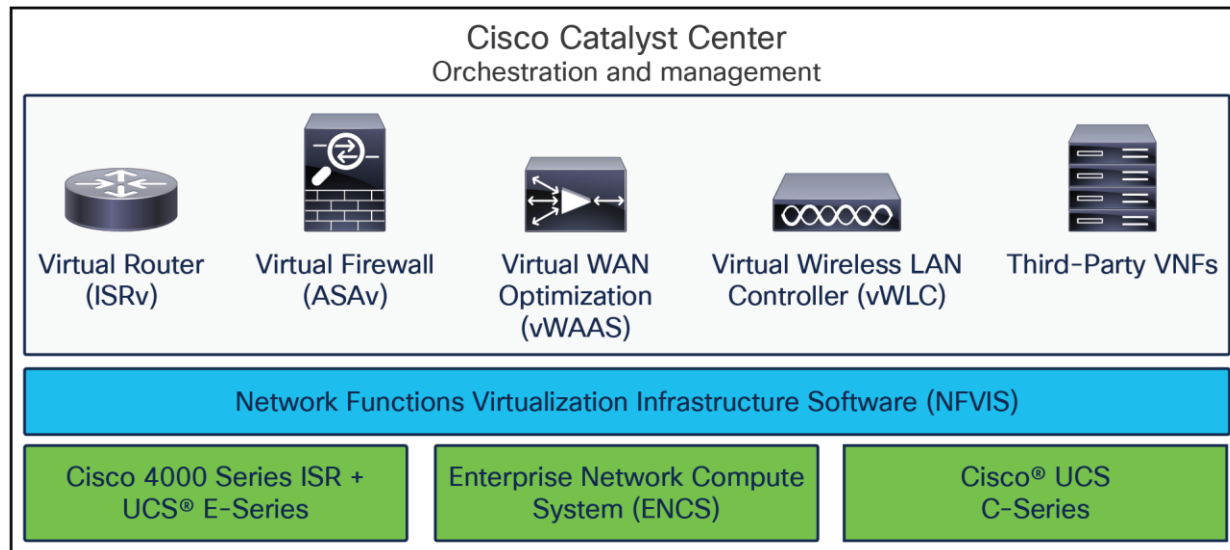 Cisco Catalyst Center
Orchestration and management
Virtual Router
(ISRv)
Virtual Firewall
(ASAv)
Virtual WAN
Optimization
(vWAAS)
Virtual Wireless LAN
Controller (vWLC)
Third-Party VNFs
Network Functions Virtualization Infrastructure Software (NFVIS)
Cisco 4000 Series ISR +
UCS® E-Series
Enterprise Network Compute
System (ENCS)
Cisco® UCS
C-Series